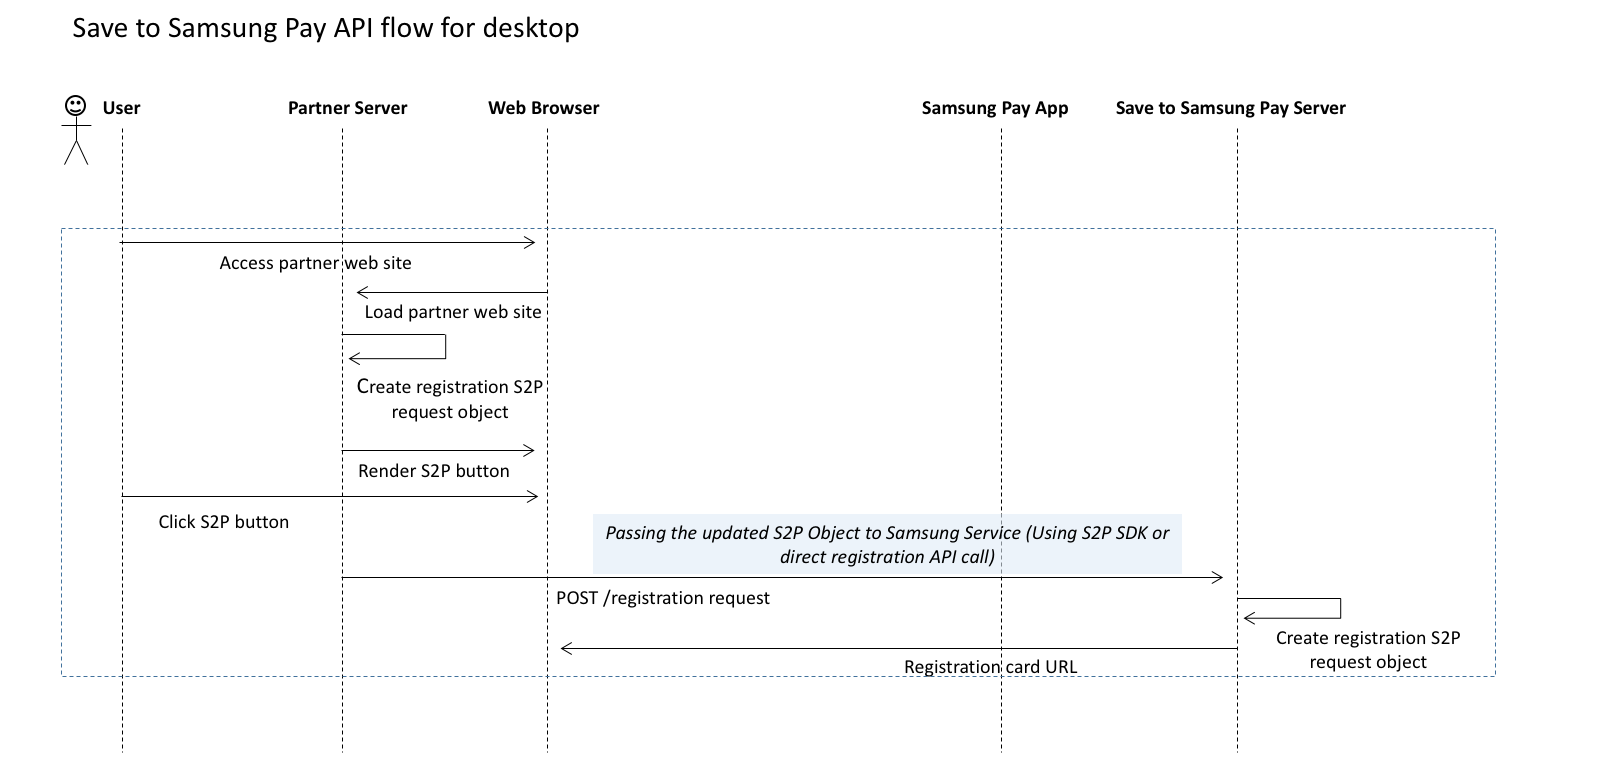 Save to Samsung Pay API flow for desktop
User
Partner Server
Web Browser
Samsung Pay App
Save to Samsung Pay Server
Access partner web site
Load partner web site
Create registration S2P
request object
Render S2P button
Click S2P button
Passing the updated S2P Object to Samsung Service (Using S2P SDK or
direct registration API call)
POST /registration request
Create registration S2P
request object
Registration card URL